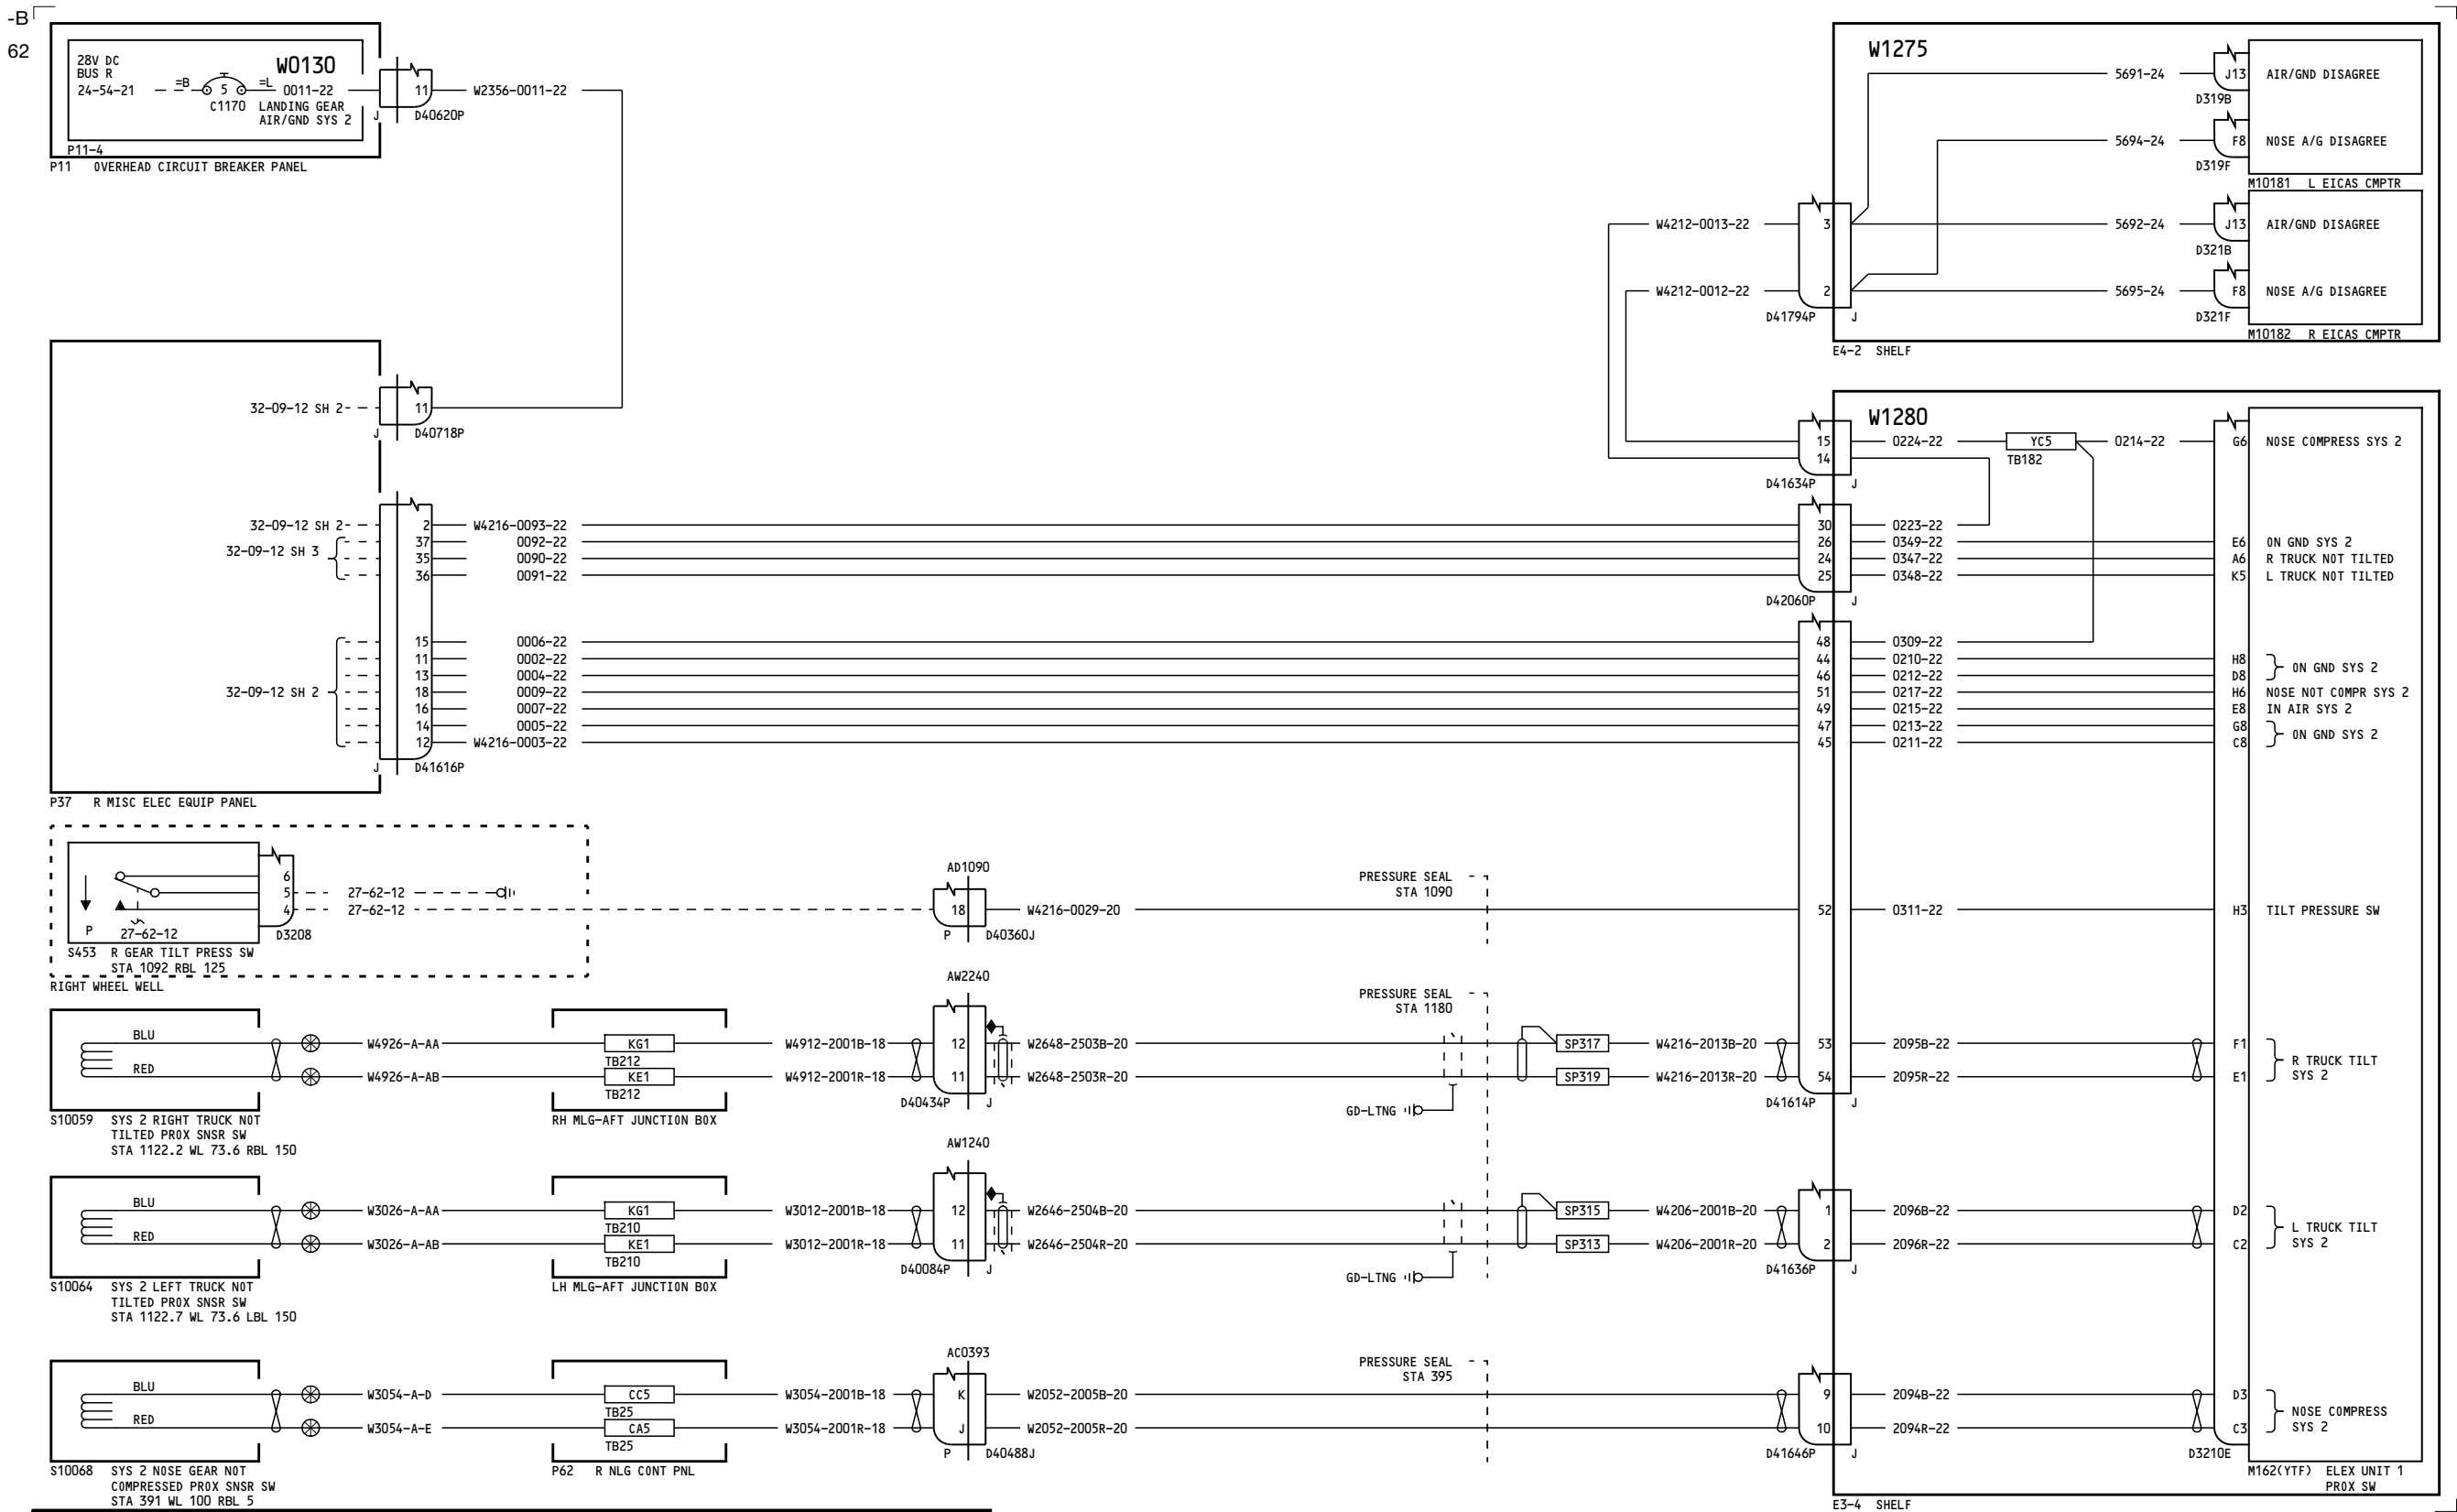 -B
62
28V DC
BUS R
24-54-21
=B
5
C1170
=L
W0130
0011-22
LANDING GEAR
AIR/GND SYS 2
P11-4
P11 OVERHEAD CIRCUIT BREAKER PANEL
J
11
D40620P
W2356-0011-22
32-09-12 SH 2
J
11
D40718P
32-09-12 SH 2
32-09-12 SH 3
2 W4216-0093-22
37 0092-22
35 0090-22
36 0091-22
32-09-12 SH 2
15 0006-22
11 0002-22
13 0004-22
18 0009-22
16 0007-22
14 0005-22
12 W4216-0003-22
J
D41616P
P37 R MISC ELEC EQUIP PANEL
W1275
5691-24 J13 AIR/GND DISAGREE
D319B
5694-24 F8 NOSE A/G DISAGREE
D319F
M10181 L EICAS CMPTR
W4212-0013-22 3 5692-24 J13 AIR/GND DISAGREE
D321B
W4212-0012-22 2 5695-24 F8 NOSE A/G DISAGREE
D41794P J
D321F
M10182 R EICAS CMPTR
E4-2 SHELF
W1280
15 0224-22 YC5 0214-22 G6 NOSE COMPRESS SYS 2
14
TB182
D41634P J
30 0223-22
26 0349-22 E6 ON GND SYS 2
24 0347-22 A6 R TRUCK NOT TILTED
25 0348-22 K5 L TRUCK NOT TILTED
D42060P J
48 0309-22
44 0210-22 H8
ON GND SYS 2
46 0212-22 D8
51 0217-22 H6 NOSE NOT COMPR SYS 2
49 0215-22 E8 IN AIR SYS 2
47 0213-22 G8
ON GND SYS 2
45 0211-22 C8
6
5 27-62-12
4 27-62-12
P
27-62-12
D3208
S453 R GEAR TILT PRESS SW
STA 1092 RBL 125
RIGHT WHEEL WELL
AD1090
18 W4216-0029-20
P D40360J
PRESSURE SEAL
STA 1090
52 0311-22 H3 TILT PRESSURE SW
AW2240
PRESSURE SEAL
STA 1180
BLU W4926-A-AA KG1 W4912-2001B-18 12 W2648-2503B-20 SP317 W4216-2013B-20 53 2095B-22 F1
TB212
R TRUCK TILT
SYS 2
RED W4926-A-AB KE1 W4912-2001R-18 11 W2648-2503R-20 SP319 W4216-2013R-20 54 2095R-22 E1
TB212
D40434P J
GD-LTNG
D41614P J
S10059 SYS 2 RIGHT TRUCK NOT
TILTED PROX SNSR SW
STA 1122.2 WL 73.6 RBL 150
RH MLG-AFT JUNCTION BOX
AW1240
BLU W3026-A-AA KG1 W3012-2001B-18 12 W2646-2504B-20 SP315 W4206-2001B-20 1 2096B-22 D2
TB210
L TRUCK TILT
SYS 2
RED W3026-A-AB KE1 W3012-2001R-18 11 W2646-2504R-20 SP313 W4206-2001R-20 2 2096R-22 C2
TB210
D40084P J
GD-LTNG
D41636P J
S10064 SYS 2 LEFT TRUCK NOT
TILTED PROX SNSR SW
STA 1122.7 WL 73.6 LBL 150
LH MLG-AFT JUNCTION BOX
AC0393
PRESSURE SEAL
STA 395
BLU W3054-A-D CC5 W3054-2001B-18 K W2052-2005B-20 9 2094B-22 D3
TB25
NOSE COMPRESS
SYS 2
RED W3054-A-E CA5 W3054-2001R-18 J W2052-2005R-20 10 2094R-22 C3
TB25
P D40488J
D41646P J
D3210E
S10068 SYS 2 NOSE GEAR NOT
COMPRESSED PROX SNSR SW
STA 391 WL 100 RBL 5
P62 R NLG CONT PNL
M162(YTF) ELEX UNIT 1
PROX SW
E3-4 SHELF